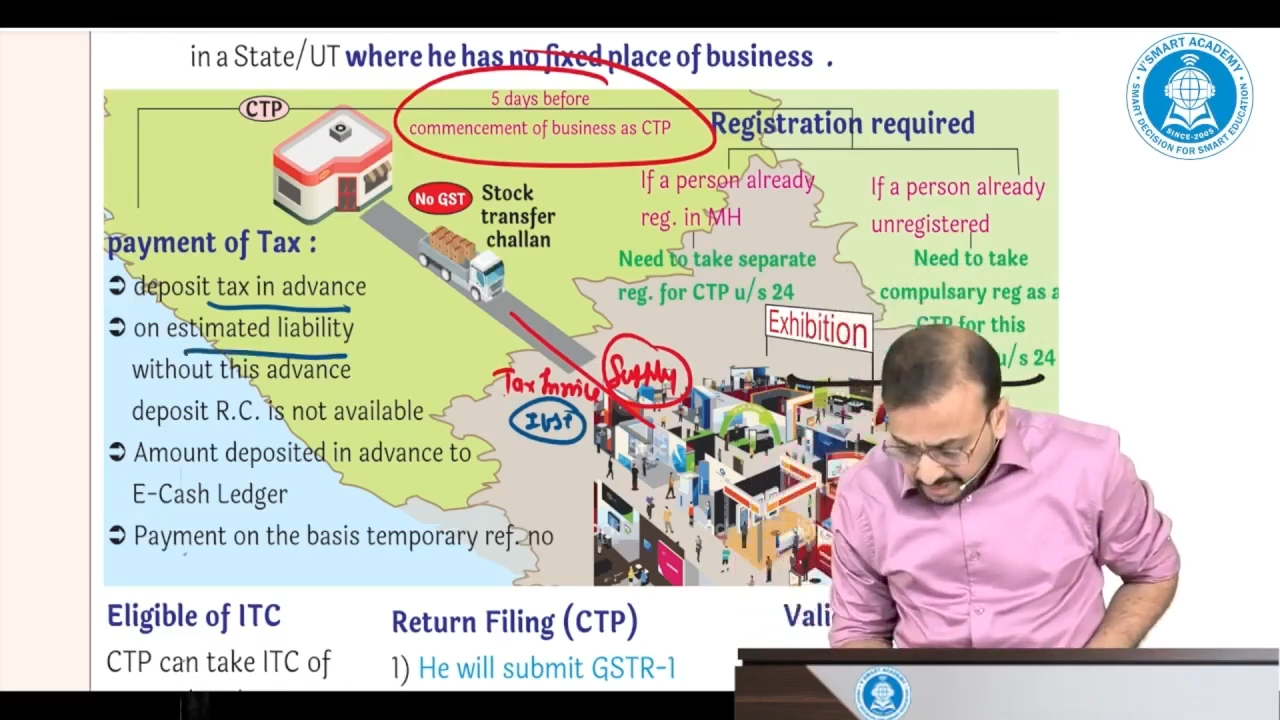 in a State/UT where he has no fixed place of business .
CTP
5 days before
commencement of business as CTP
Registration required
If a person already
reg. in MH
If a person already
unregistered
Need to take separate
reg. for CTP u/s 24
Need to take
compulsary reg as a
CTP for this
u/s 24
No GST
Stock
transfer
challan
payment of Tax :
➲ deposit tax in advance
➲ on estimated liability
without this advance
deposit R.C. is not available
➲ Amount deposited in advance to
E-Cash Ledger
➲ Payment on the basis temporary ref. no
Exhibition
Supply
Tax Invoice
IGST
Eligible of ITC
CTP can take ITC of
Return Filing (CTP)
1) He will submit GSTR-1
Vali
V'SMART ACADEMY
SINCE-2005
SMART DECISION FOR SMART EDUCATION